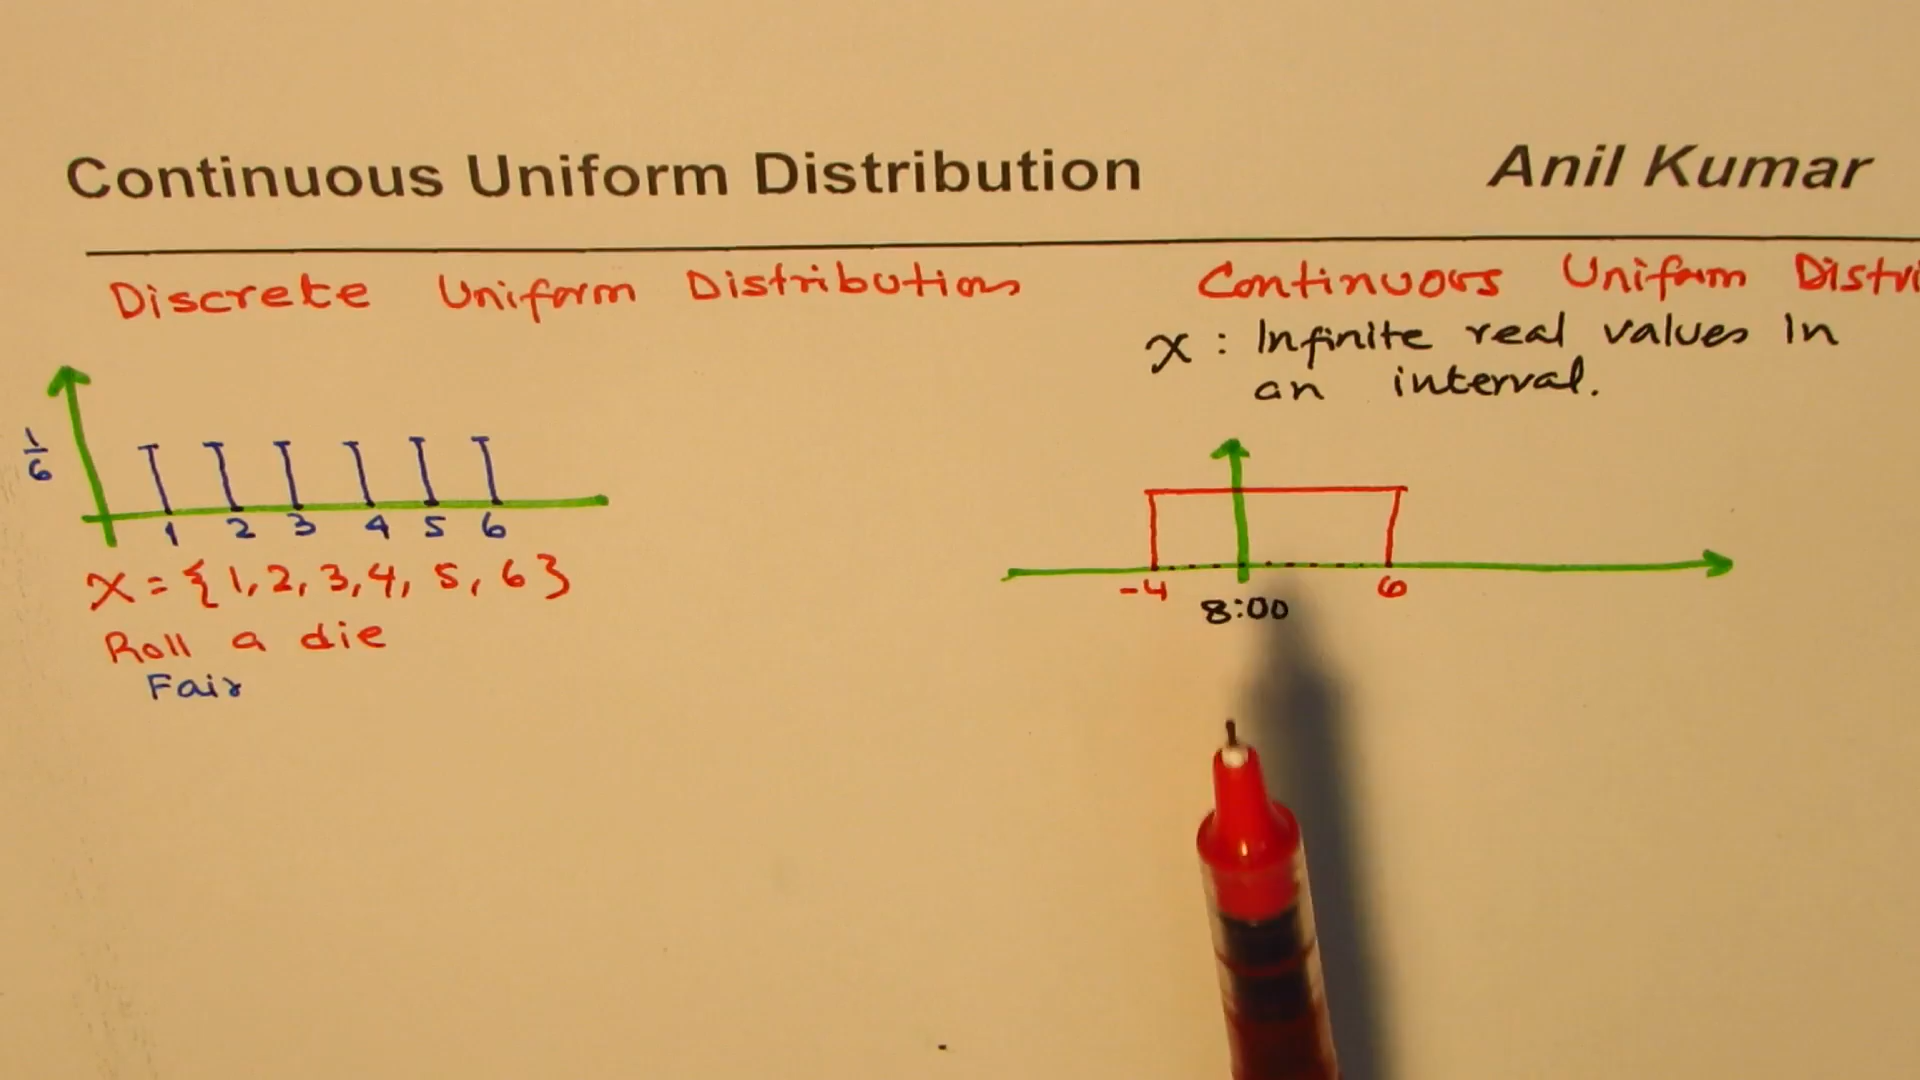 Continuous Uniform Distribution
Anil Kumar
Discrete Uniform Distribution
1/6
1 2 3 4 5 6
X = {1, 2, 3, 4, 5, 6}
Roll a die
Fair
Continuous Uniform Distri
X : Infinite real values in
an interval.
-4 6
8:00